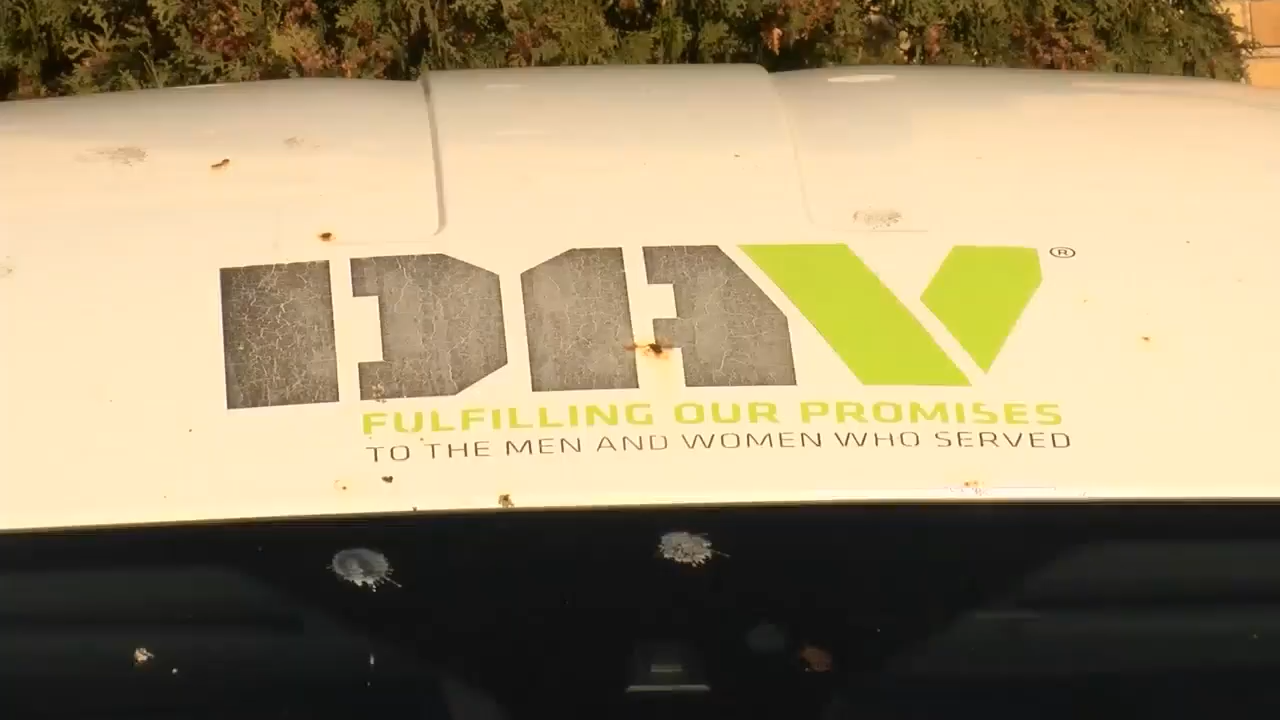 DAV®
FULFILLING OUR PROMISES
TO THE MEN AND WOMEN WHO SERVED